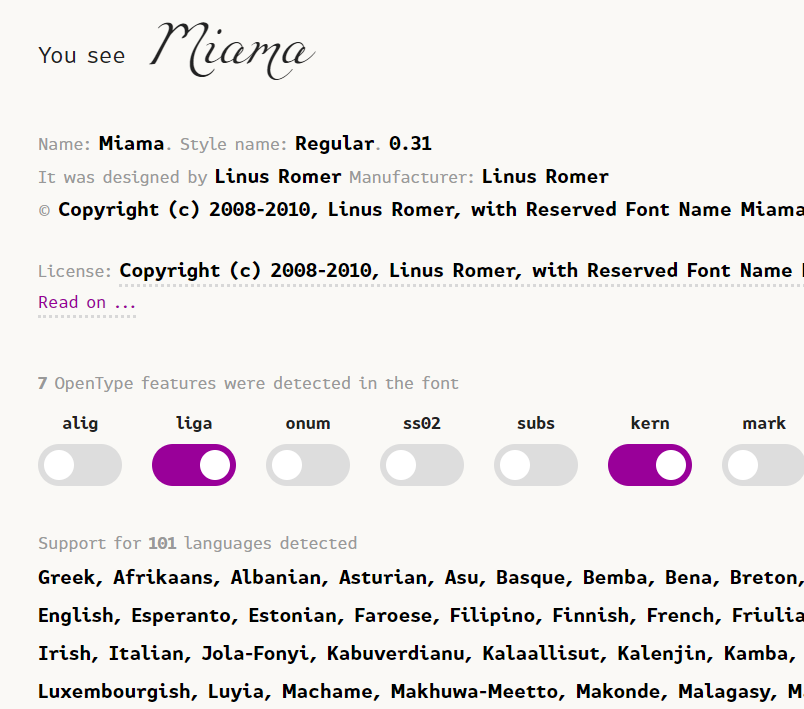 You see Miama
Name: Miama. Style name: Regular. 0.31
It was designed by Linus Romer Manufacturer: Linus Romer
© Copyright (c) 2008-2010, Linus Romer, with Reserved Font Name Miama
License: Copyright (c) 2008-2010, Linus Romer, with Reserved Font Name
Read on ...
7 OpenType features were detected in the font
alig liga onum ss02 subs kern mark
Support for 101 languages detected
Greek, Afrikaans, Albanian, Asturian, Asu, Basque, Bemba, Bena, Breton,
English, Esperanto, Estonian, Faroese, Filipino, Finnish, French, Friulia
Irish, Italian, Jola-Fonyi, Kabuverdianu, Kalaallisut, Kalenjin, Kamba,
Luxembourgish, Luyia, Machame, Makhuwa-Meetto, Makonde, Malagasy,